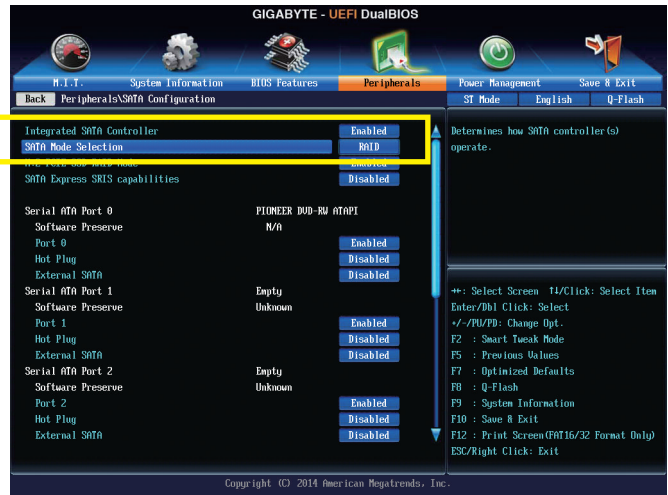 GIGABYTE - UEFI DualBIOS
M.I.T. System Information BIOS Features Peripherals Power Management Save & Exit
Back Peripherals\SATA Configuration ST Mode English Q-Flash
Integrated SATA Controller Enabled
SATA Mode Selection RAID
M.2 PCIE SSD RAID Mode Enabled
SATA Express SRIS capabilities Disabled
Serial ATA Port 0 PIONEER DVD-RW ATAPI
Software Preserve N/A
Port 0 Enabled
Hot Plug Disabled
External SATA Disabled
Serial ATA Port 1 Empty
Software Preserve Unknown
Port 1 Enabled
Hot Plug Disabled
External SATA Disabled
Serial ATA Port 2 Empty
Software Preserve Unknown
Port 2 Enabled
Hot Plug Disabled
External SATA Disabled
Determines how SATA controller(s)
operate.
→←: Select Screen ↑↓/Click: Select Item
Enter/Dbl Click: Select
+/-/PU/PD: Change Opt.
F2 : Smart Tweak Mode
F5 : Previous Values
F7 : Optimized Defaults
F8 : Q-Flash
F9 : System Information
F10 : Save & Exit
F12 : Print Screen(FAT16/32 Format Only)
ESC/Right Click: Exit
Copyright (C) 2014 American Megatrends, Inc.